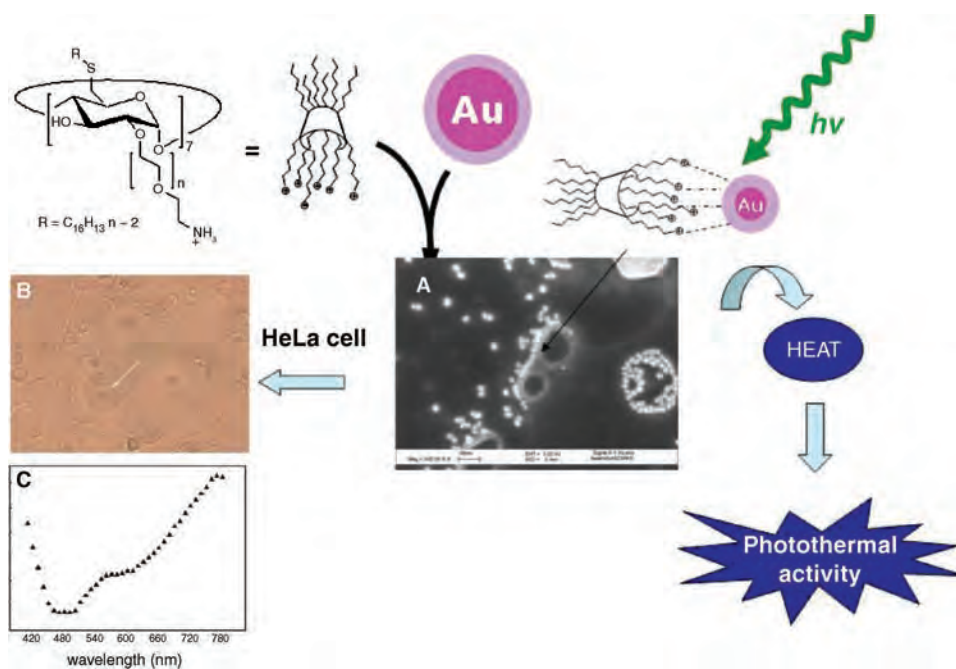 R
S
O
HO
O
O
7
n
O
NH3
+
R = C16H13 n - 2
=
Au
hv
Au
B
HeLa cell
A
HEAT
C
Photothermal
activity
420 480 540 600 660 720 780
wavelength (nm)